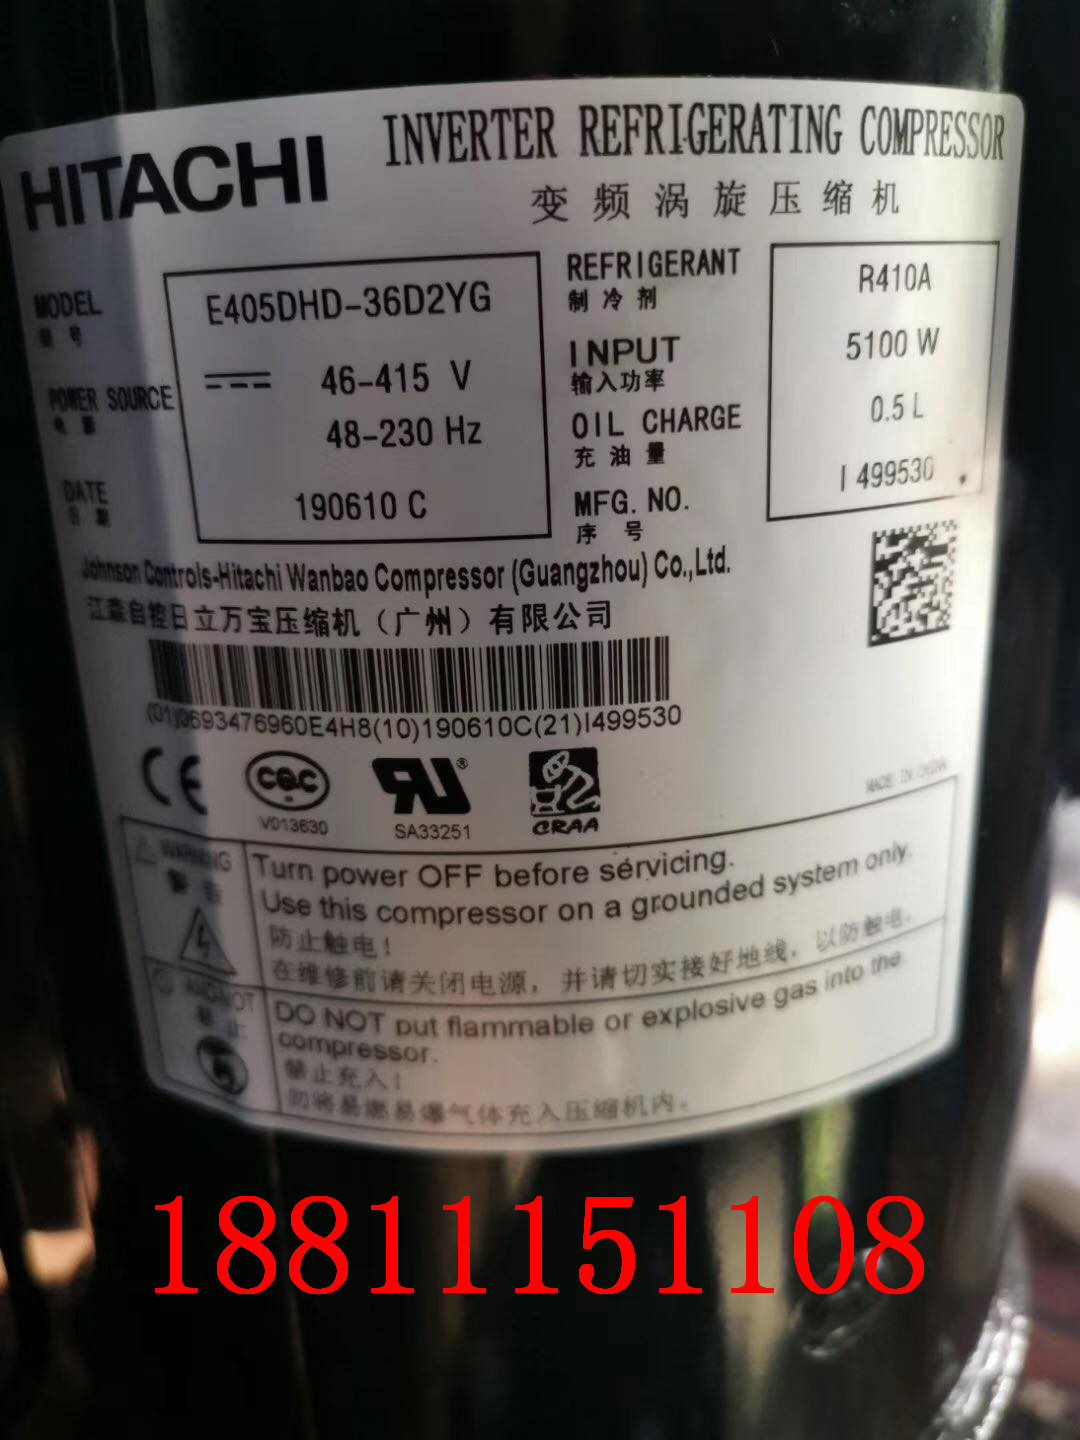 HITACHI
INVERTER REFRIGERATING COMPRESSOR
变频涡旋压缩机
MODEL E405DHD-36D2YG
型号
POWER SOURCE 46-415 V
电源 48-230 Hz
DATE 190610 C
日期
REFRIGERANT R410A
制冷剂
INPUT 5100 W
输入功率
OIL CHARGE 0.5 L
充油量
MFG. NO. I 499530
序号
Johnson Controls-Hitachi Wanbao Compressor (Guangzhou) Co.,Ltd.
江森自控日立万宝压缩机（广州）有限公司
(01)0693476960E4H8(10)190610C(21)I499530
CE
CQC
V013630
RU®
SA33251
CRAA
MADE IN CHINA
WARNING
警告
Turn power OFF before servicing.
Use this compressor on a grounded system only.
防止触电！
在维修前请关闭电源，并请切实接好地线，以防触电。
禁止
DO NOT put flammable or explosive gas into the
compressor.
禁止充入！
勿将易燃易爆气体充入压缩机内。
18811151108